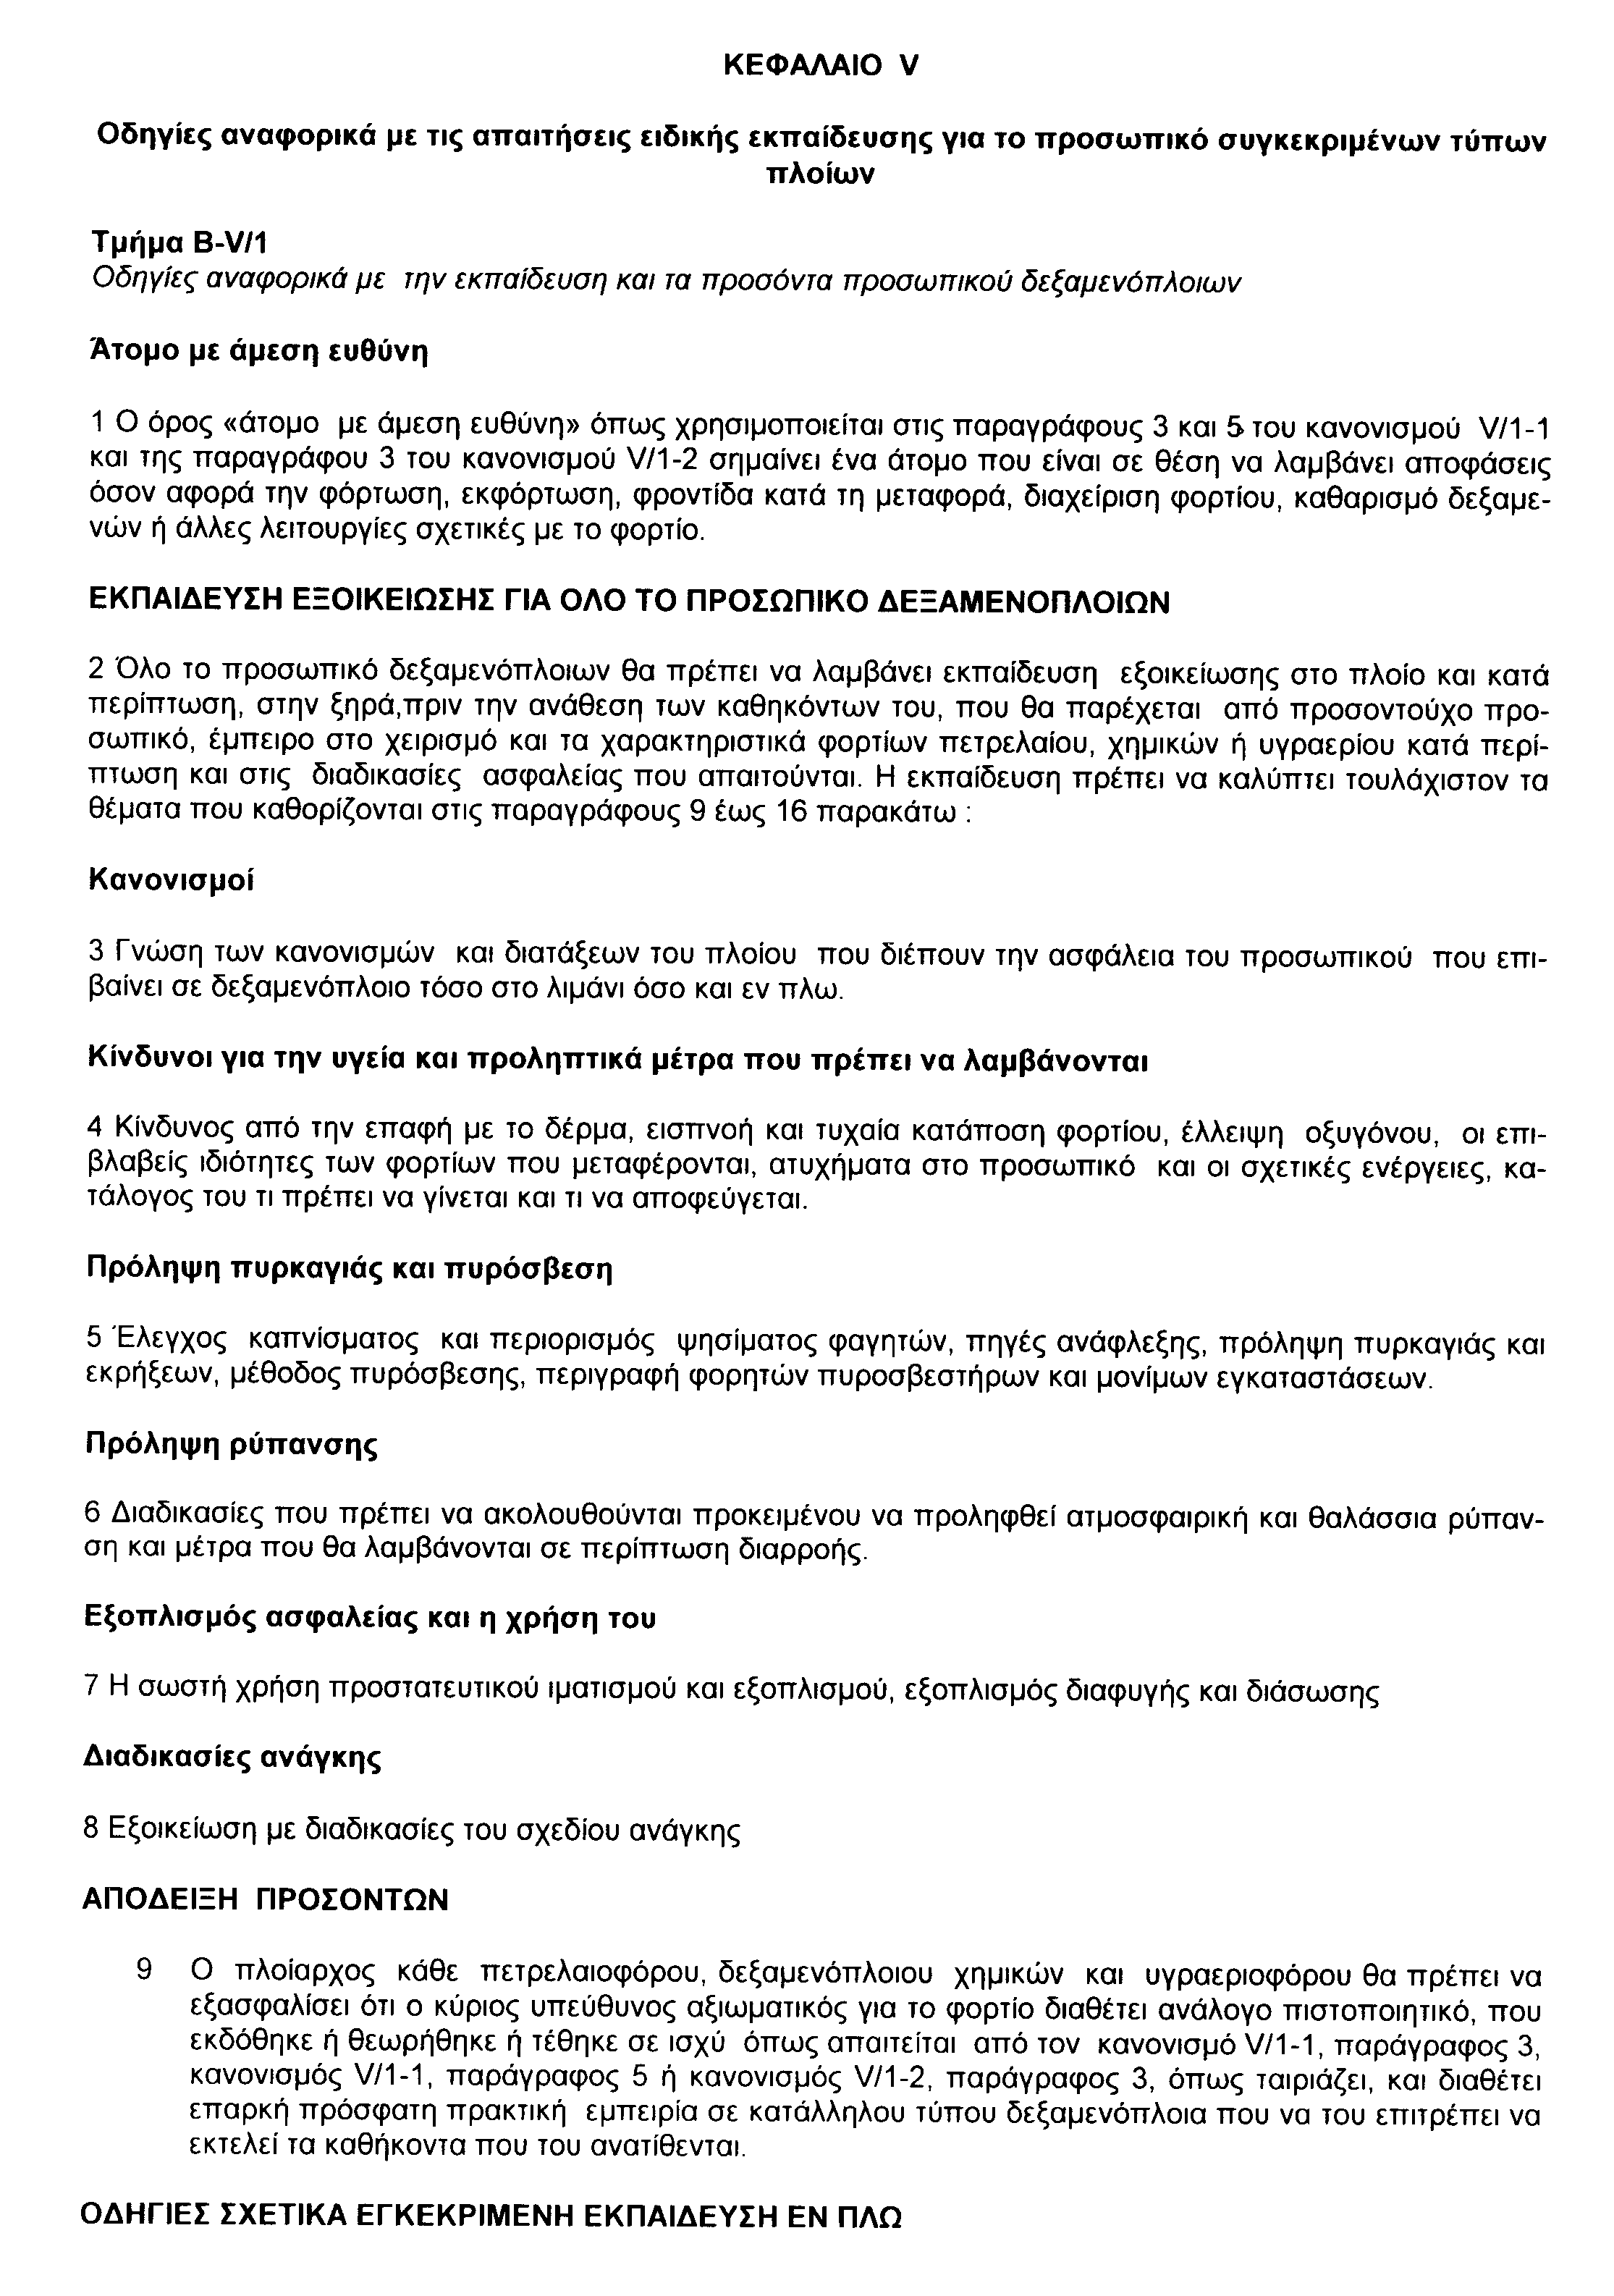 ΚΕΦΑΛΑΙΟ V
Οδηγίες αναφορικά με τις απαιτήσεις ειδικής εκπαίδευσης για το προσωπικό συγκεκριμένων τύπων
πλοίων
Τμήμα Β-V/1
Οδηγίες αναφορικά με την εκπαίδευση και τα προσόντα προσωπικού δεξαμενόπλοιων
Άτομο με άμεση ευθύνη
1 Ο όρος «άτομο με άμεση ευθύνη» όπως χρησιμοποιείται στις παραγράφους 3 και 5 του κανονισμού V/1-1
και της παραγράφου 3 του κανονισμού V/1-2 σημαίνει ένα άτομο που είναι σε θέση να λαμβάνει αποφάσεις
όσον αφορά την φόρτωση, εκφόρτωση, φροντίδα κατά τη μεταφορά, διαχείριση φορτίου, καθαρισμό δεξαμε-
νών ή άλλες λειτουργίες σχετικές με το φορτίο.
ΕΚΠΑΙΔΕΥΣΗ ΕΞΟΙΚΕΙΩΣΗΣ ΓΙΑ ΟΛΟ ΤΟ ΠΡΟΣΩΠΙΚΟ ΔΕΞΑΜΕΝΟΠΛΟΙΩΝ
2 Όλο το προσωπικό δεξαμενόπλοιων θα πρέπει να λαμβάνει εκπαίδευση εξοικείωσης στο πλοίο και κατά
περίπτωση, στην ξηρά,πριν την ανάθεση των καθηκόντων του, που θα παρέχεται από προσοντούχο προ-
σωπικό, έμπειρο στο χειρισμό και τα χαρακτηριστικά φορτίων πετρελαίου, χημικών ή υγραερίου κατά περί-
πτωση και στις διαδικασίες ασφαλείας που απαιτούνται. Η εκπαίδευση πρέπει να καλύπτει τουλάχιστον τα
θέματα που καθορίζονται στις παραγράφους 9 έως 16 παρακάτω :
Κανονισμοί
3 Γνώση των κανονισμών και διατάξεων του πλοίου που διέπουν την ασφάλεια του προσωπικού που επι-
βαίνει σε δεξαμενόπλοιο τόσο στο λιμάνι όσο και εν πλω.
Κίνδυνοι για την υγεία και προληπτικά μέτρα που πρέπει να λαμβάνονται
4 Κίνδυνος από την επαφή με το δέρμα, εισπνοή και τυχαία κατάποση φορτίου, έλλειψη οξυγόνου, οι επι-
βλαβείς ιδιότητες των φορτίων που μεταφέρονται, ατυχήματα στο προσωπικό και οι σχετικές ενέργειες, κα-
τάλογος του τι πρέπει να γίνεται και τι να αποφεύγεται.
Πρόληψη πυρκαγιάς και πυρόσβεση
5 Έλεγχος καπνίσματος και περιορισμός ψησίματος φαγητών, πηγές ανάφλεξης, πρόληψη πυρκαγιάς και
εκρήξεων, μέθοδος πυρόσβεσης, περιγραφή φορητών πυροσβεστήρων και μονίμων εγκαταστάσεων.
Πρόληψη ρύπανσης
6 Διαδικασίες που πρέπει να ακολουθούνται προκειμένου να προληφθεί ατμοσφαιρική και θαλάσσια ρύπαν-
ση και μέτρα που θα λαμβάνονται σε περίπτωση διαρροής.
Εξοπλισμός ασφαλείας και η χρήση του
7 Η σωστή χρήση προστατευτικού ιματισμού και εξοπλισμού, εξοπλισμός διαφυγής και διάσωσης
Διαδικασίες ανάγκης
8 Εξοικείωση με διαδικασίες του σχεδίου ανάγκης
ΑΠΟΔΕΙΞΗ ΠΡΟΣΟΝΤΩΝ
9 Ο πλοίαρχος κάθε πετρελαιοφόρου, δεξαμενόπλοιου χημικών και υγραεριοφόρου θα πρέπει να
εξασφαλίσει ότι ο κύριος υπεύθυνος αξιωματικός για το φορτίο διαθέτει ανάλογο πιστοποιητικό, που
εκδόθηκε ή θεωρήθηκε ή τέθηκε σε ισχύ όπως απαιτείται από τον κανονισμό V/1-1, παράγραφος 3,
κανονισμός V/1-1, παράγραφος 5 ή κανονισμός V/1-2, παράγραφος 3, όπως ταιριάζει, και διαθέτει
επαρκή πρόσφατη πρακτική εμπειρία σε κατάλληλου τύπου δεξαμενόπλοια που να του επιτρέπει να
εκτελεί τα καθήκοντα που του ανατίθενται.
ΟΔΗΓΙΕΣ ΣΧΕΤΙΚΑ ΕΓΚΕΚΡΙΜΕΝΗ ΕΚΠΑΙΔΕΥΣΗ ΕΝ ΠΛΩ